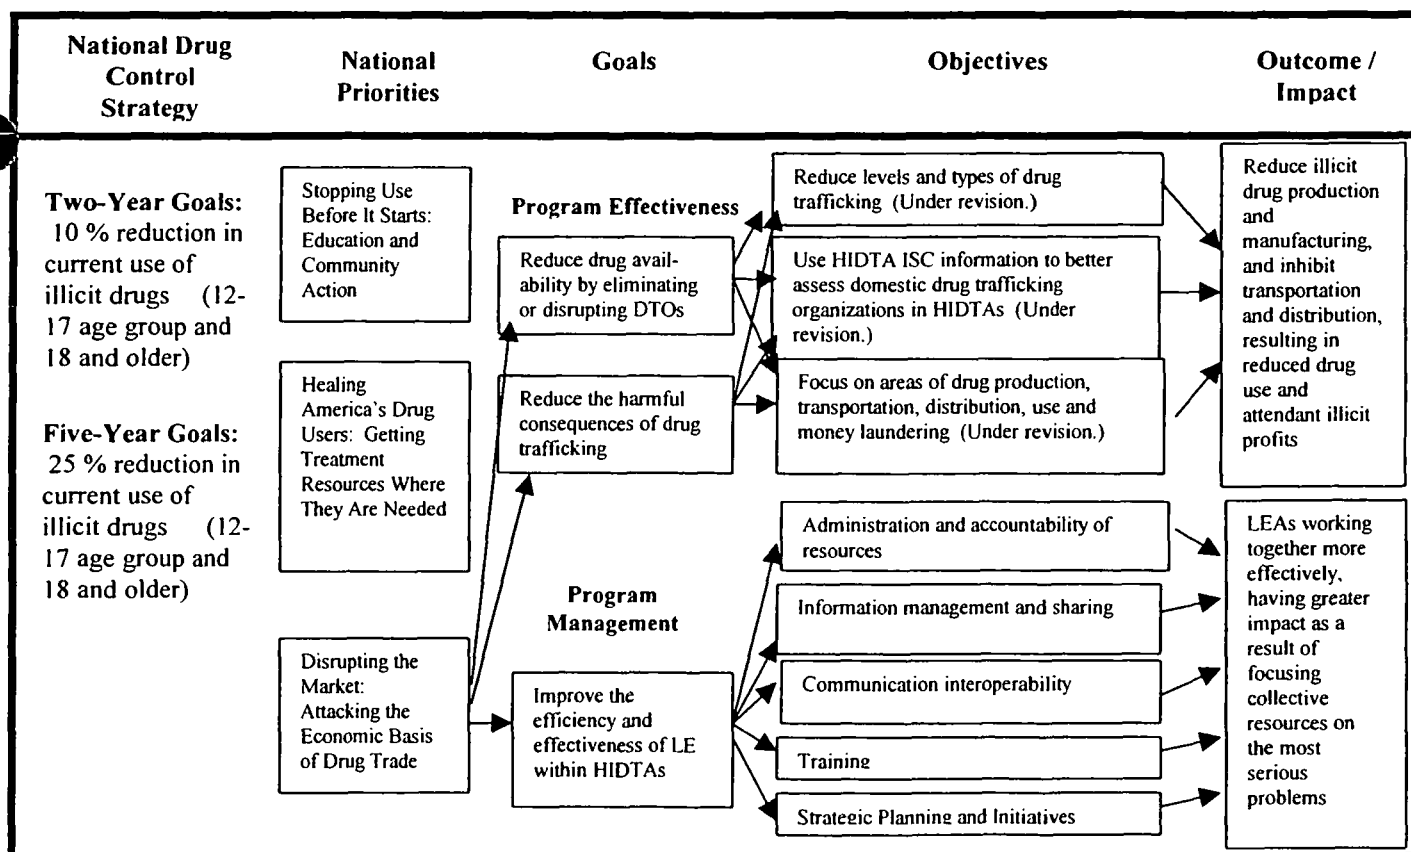 National Drug
Control
Strategy
National
Priorities
Goals
Objectives
Outcome /
Impact
Two-Year Goals:
10 % reduction in
current use of
illicit drugs (12-
17 age group and
18 and older)
Five-Year Goals:
25 % reduction in
current use of
illicit drugs (12-
17 age group and
18 and older)
Stopping Use
Before It Starts:
Education and
Community
Action
Healing
America's Drug
Users: Getting
Treatment
Resources Where
They Are Needed
Disrupting the
Market:
Attacking the
Economic Basis
of Drug Trade
Program Effectiveness
Reduce drug avail-
ability by eliminating
or disrupting DTOs
Reduce the harmful
consequences of drug
trafficking
Program
Management
Improve the
efficiency and
effectiveness of LE
within HIDTAs
Reduce levels and types of drug
trafficking (Under revision.)
Use HIDTA ISC information to better
assess domestic drug trafficking
organizations in HIDTAs (Under
revision.)
Focus on areas of drug production,
transportation, distribution, use and
money laundering (Under revision.)
Administration and accountability of
resources
Information management and sharing
Communication interoperability
Training
Strategic Planning and Initiatives
Reduce illicit
drug production
and
manufacturing,
and inhibit
transportation
and distribution,
resulting in
reduced drug
use and
attendant illicit
profits
LEAs working
together more
effectively,
having greater
impact as a
result of
focusing
collective
resources on
the most
serious
problems